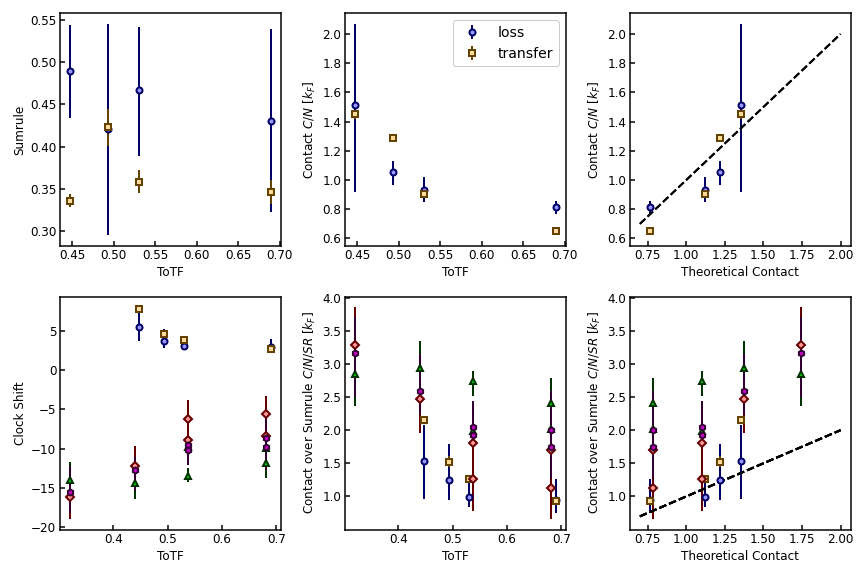 0.55
0.50
0.45
0.40
0.35
0.30
Sumrule
0.45 0.50 0.55 0.60 0.65 0.70
ToTF
2.0
1.8
1.6
1.4
1.2
1.0
0.8
0.6
Contact C/N [k_F]
loss
transfer
0.45 0.50 0.55 0.60 0.65 0.70
ToTF
2.0
1.8
1.6
1.4
1.2
1.0
0.8
0.6
Contact C/N [k_F]
0.75 1.00 1.25 1.50 1.75 2.00
Theoretical Contact
5
0
−5
−10
−15
−20
Clock Shift
0.4 0.5 0.6 0.7
ToTF
4.0
3.5
3.0
2.5
2.0
1.5
1.0
Contact over Sumrule C/N/SR [k_F]
0.4 0.5 0.6 0.7
ToTF
4.0
3.5
3.0
2.5
2.0
1.5
1.0
Contact over Sumrule C/N/SR [k_F]
0.75 1.00 1.25 1.50 1.75 2.00
Theoretical Contact